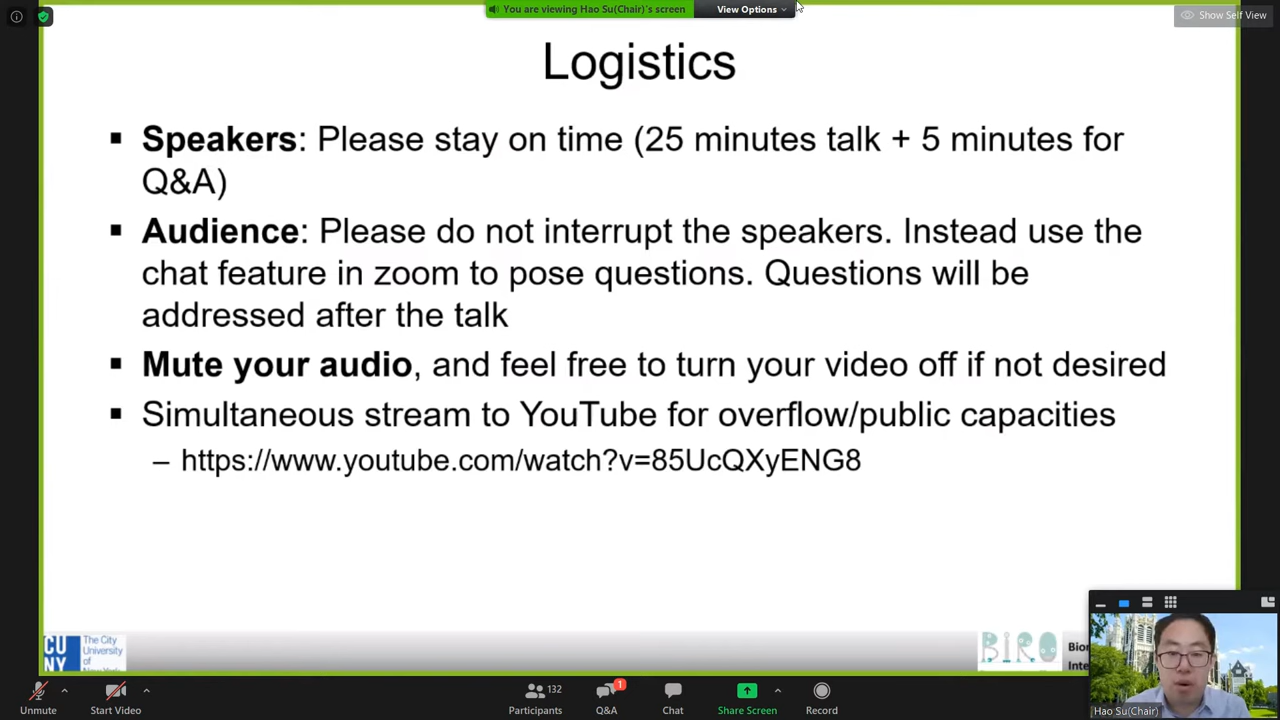 You are viewing Hao Su(Chair)'s screen
View Options
Show Self View
Logistics
▪ Speakers: Please stay on time (25 minutes talk + 5 minutes for
Q&A)
▪ Audience: Please do not interrupt the speakers. Instead use the
chat feature in zoom to pose questions. Questions will be
addressed after the talk
▪ Mute your audio, and feel free to turn your video off if not desired
▪ Simultaneous stream to YouTube for overflow/public capacities
– https://www.youtube.com/watch?v=85UcQXyENG8
CU
NY
The City
University
of
BIRO
Hao Su(Chair)
Unmute
Start Video
132
Participants
1
Q&A
Chat
Share Screen
Record